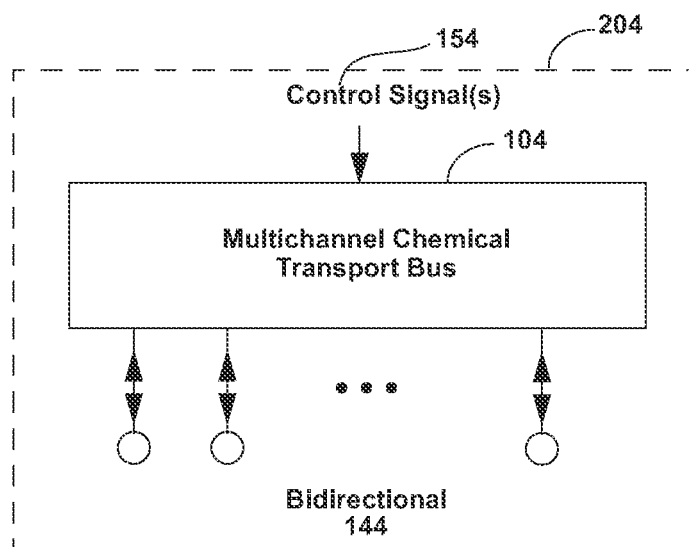 204
154
Control Signal(s)
104
Multichannel Chemical
Transport Bus
Bidirectional
144